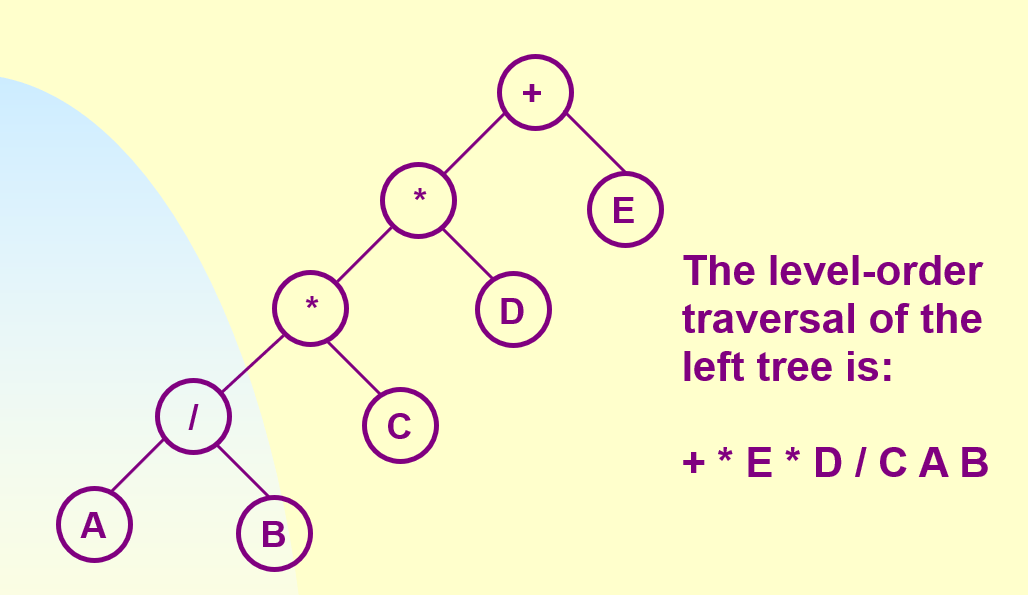 +
*
E
*
D
/
C
A
B
The level-order
traversal of the
left tree is:
+ * E * D / C A B